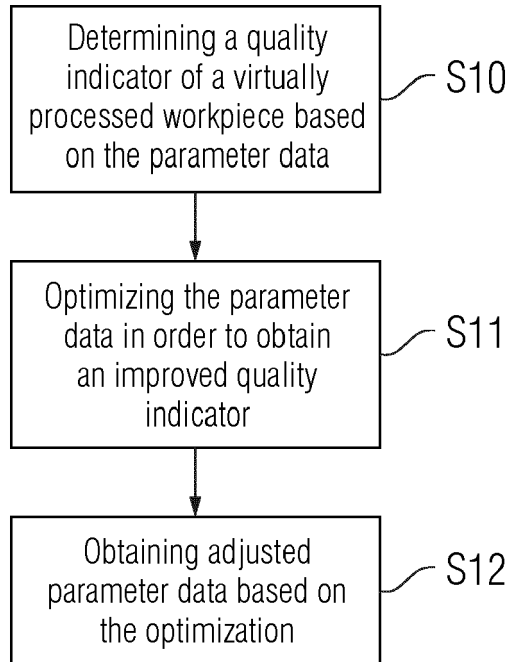 Determining a quality
indicator of a virtually
processed workpiece based
on the parameter data
S10
Optimizing the parameter
data in order to obtain
an improved quality
indicator
S11
Obtaining adjusted
parameter data based on
the optimization
S12